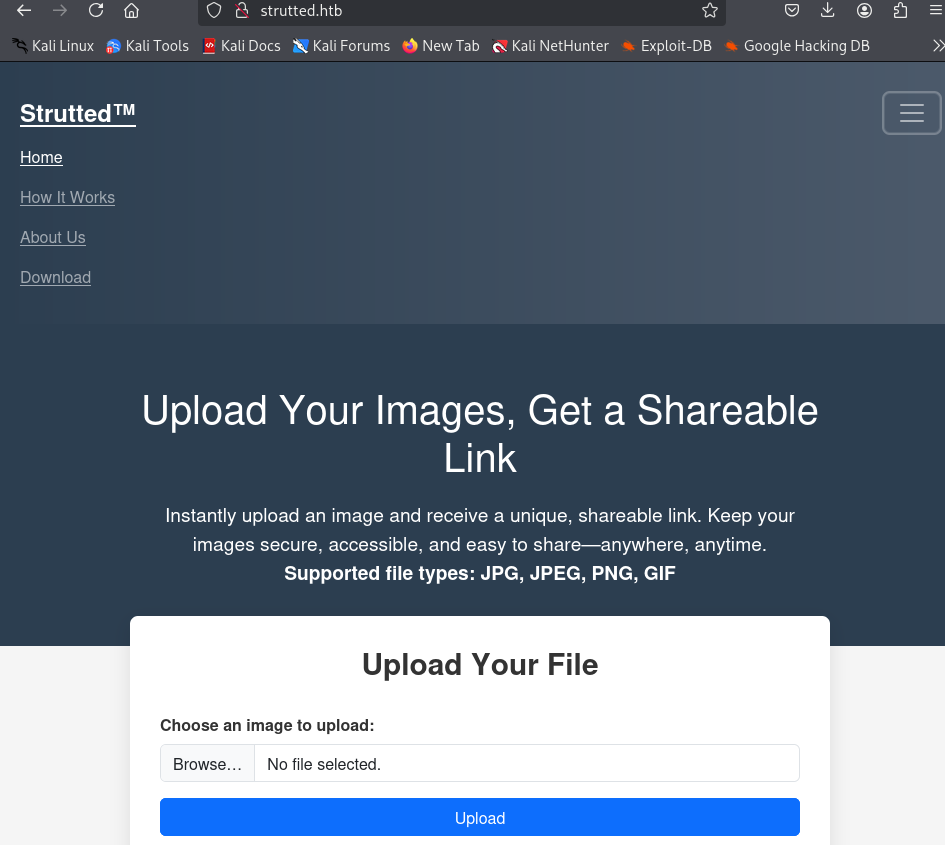 strutted.htb
Kali Linux Kali Tools Kali Docs Kali Forums New Tab Kali NetHunter Exploit-DB Google Hacking DB
Strutted™
Home
How It Works
About Us
Download
Upload Your Images, Get a Shareable
Link
Instantly upload an image and receive a unique, shareable link. Keep your
images secure, accessible, and easy to share—anywhere, anytime.
Supported file types: JPG, JPEG, PNG, GIF
Upload Your File
Choose an image to upload:
Browse… No file selected.
Upload